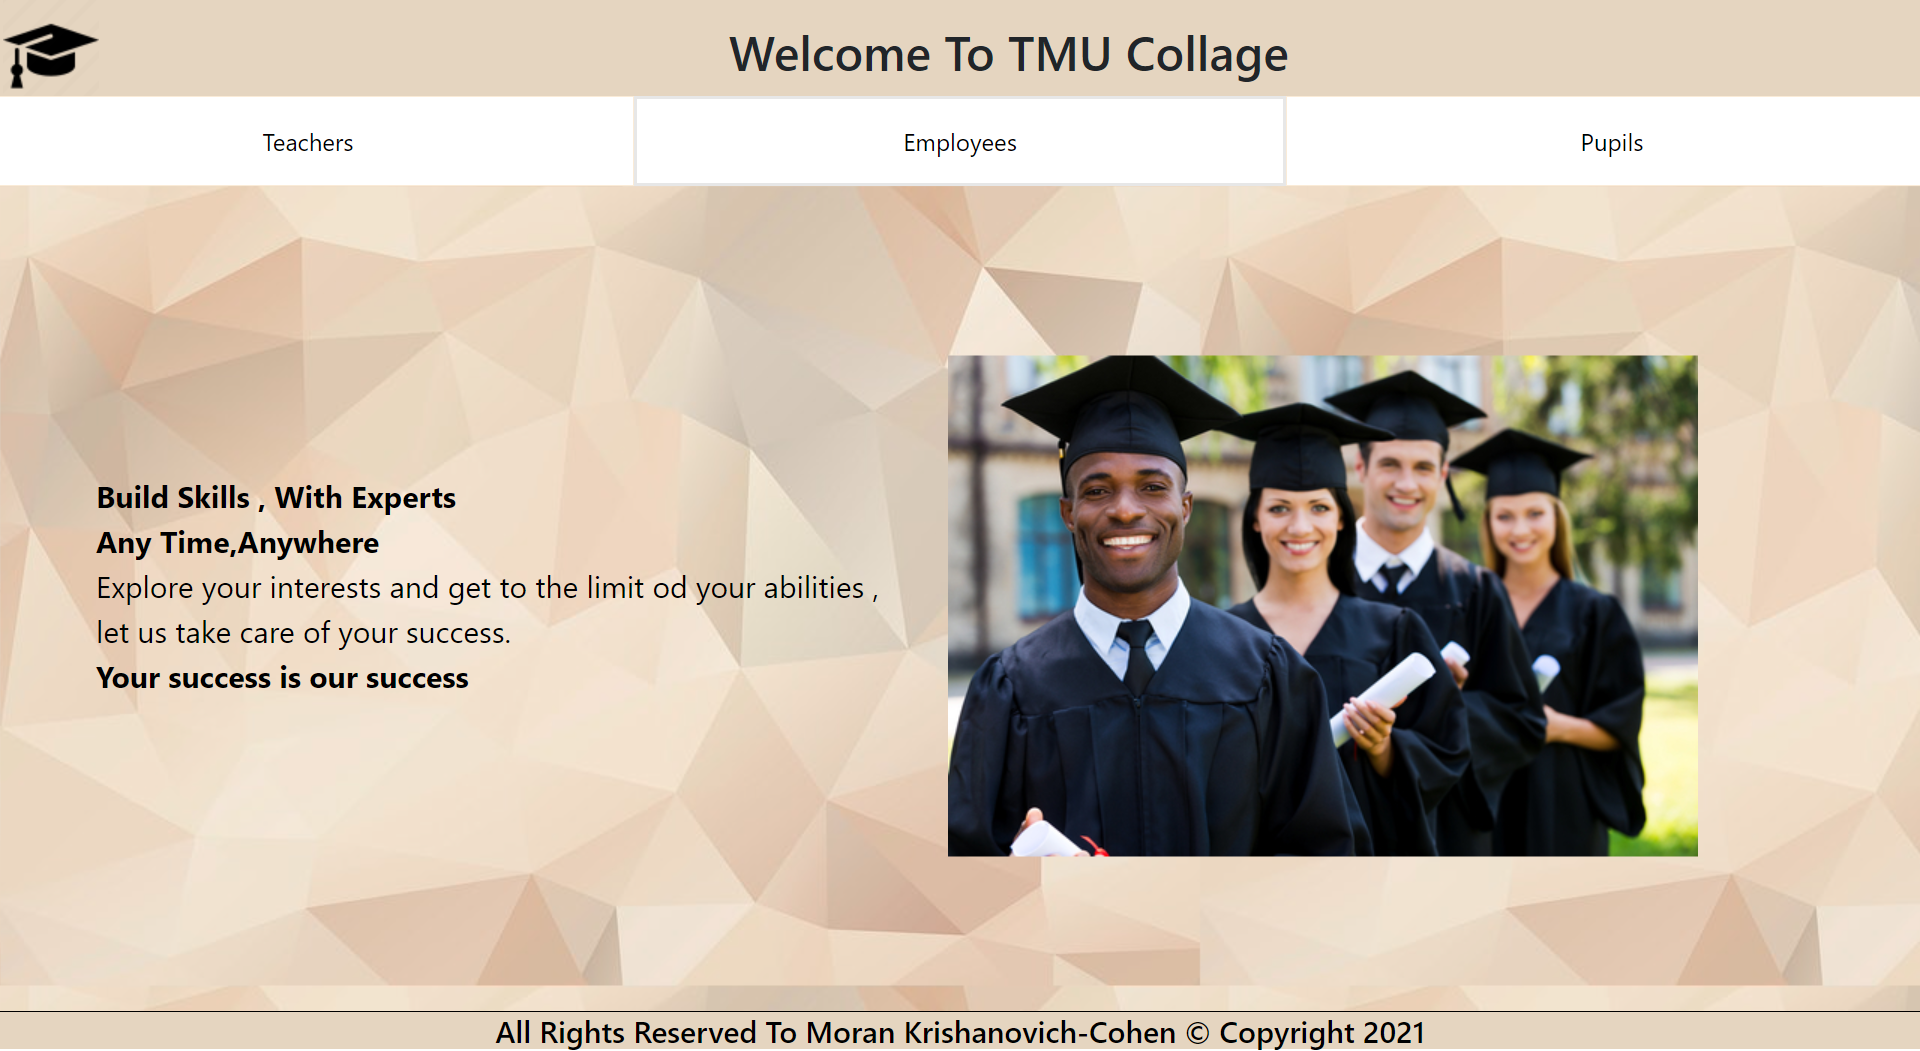 Welcome To TMU Collage
Teachers
Employees
Pupils
Build Skills , With Experts
Any Time,Anywhere
Explore your interests and get to the limit od your abilities ,
let us take care of your success.
Your success is our success
All Rights Reserved To Moran Krishanovich-Cohen © Copyright 2021